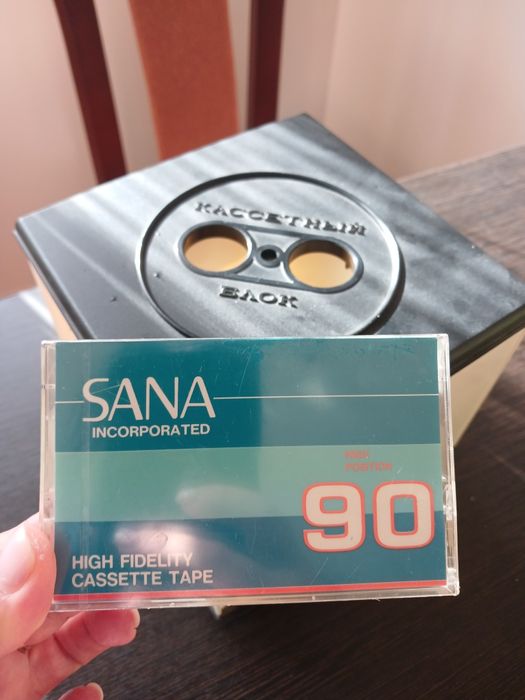 КАССЕТНЫЙ
БЛОК
SANA
INCORPORATED
HIGH
POSITION
90
HIGH FIDELITY
CASSETTE TAPE